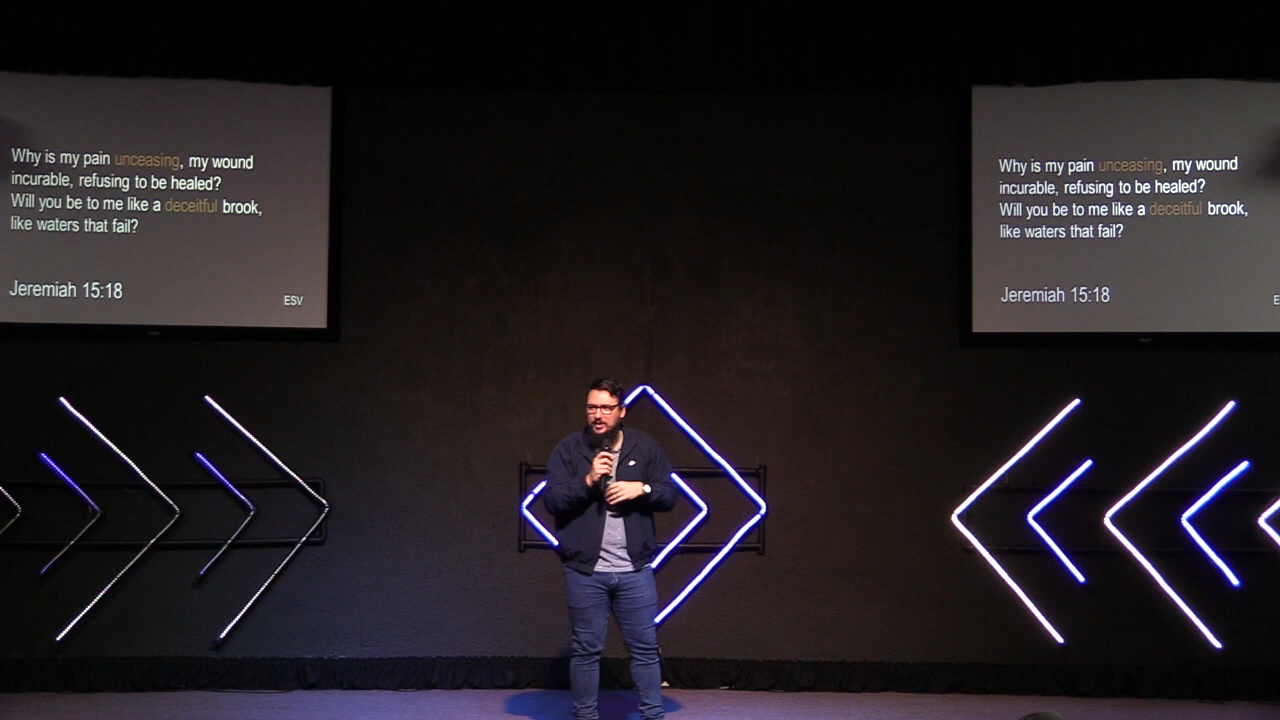 Why is my pain unceasing, my wound
incurable, refusing to be healed?
Will you be to me like a deceitful brook,
like waters that fail?
Jeremiah 15:18
ESV
Why is my pain unceasing, my wound
incurable, refusing to be healed?
Will you be to me like a deceitful brook,
like waters that fail?
Jeremiah 15:18
E